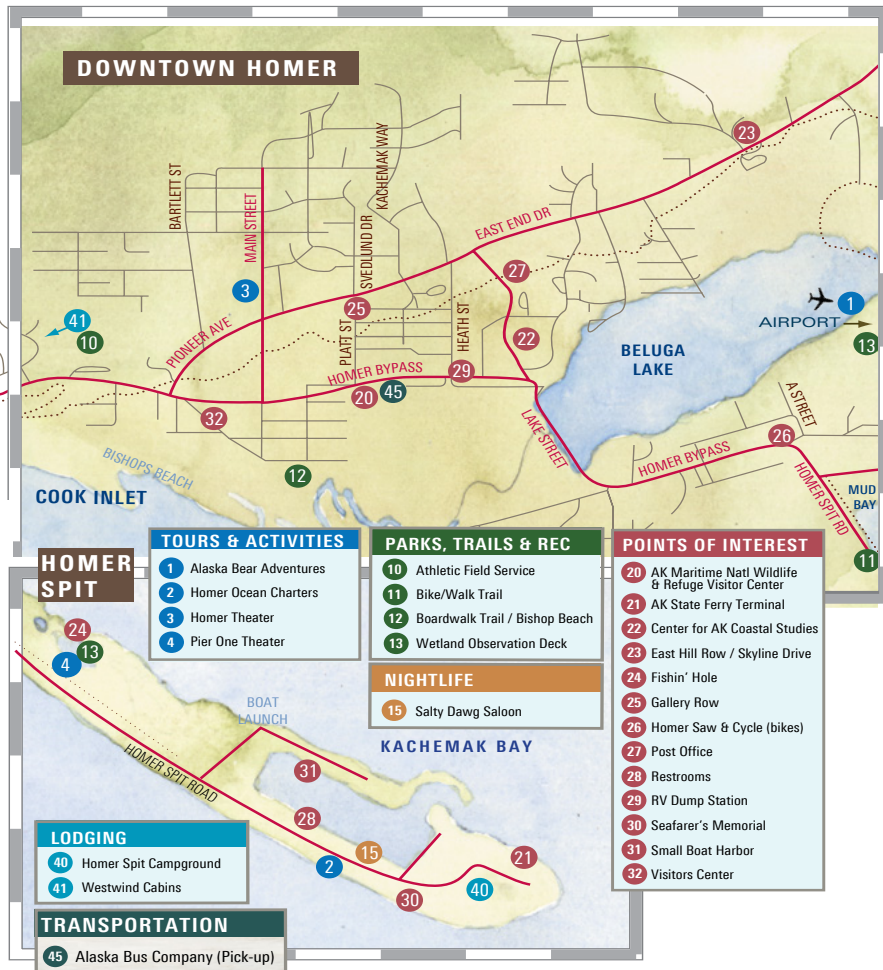 DOWNTOWN HOMER
23
BARTLETT ST
MAIN STREET
KACHEMAK WAY
SVEDLUND DR
EAST END DR
27
3
25
1
AIRPORT
13
41
10
PIONEER AVE
PLATT ST
HEATH ST
22
BELUGA
LAKE
HOMER BYPASS
29
20
45
32
A STREET
LAKE STREET
26
HOMER BYPASS
HOMER SPIT RD
BISHOPS BEACH
12
COOK INLET
MUD
BAY
11
HOMER
SPIT
TOURS & ACTIVITIES
1 Alaska Bear Adventures
2 Homer Ocean Charters
3 Homer Theater
4 Pier One Theater
PARKS, TRAILS & REC
10 Athletic Field Service
11 Bike/Walk Trail
12 Boardwalk Trail / Bishop Beach
13 Wetland Observation Deck
NIGHTLIFE
15 Salty Dawg Saloon
POINTS OF INTEREST
20 AK Maritime Natl Wildlife
& Refuge Visitor Center
21 AK State Ferry Terminal
22 Center for AK Coastal Studies
23 East Hill Row / Skyline Drive
24 Fishin' Hole
25 Gallery Row
26 Homer Saw & Cycle (bikes)
27 Post Office
28 Restrooms
29 RV Dump Station
30 Seafarer's Memorial
31 Small Boat Harbor
32 Visitors Center
24
13
4
BOAT
LAUNCH
KACHEMAK BAY
HOMER SPIT ROAD
31
28
15
2
21
40
30
LODGING
40 Homer Spit Campground
41 Westwind Cabins
TRANSPORTATION
45 Alaska Bus Company (Pick-up)